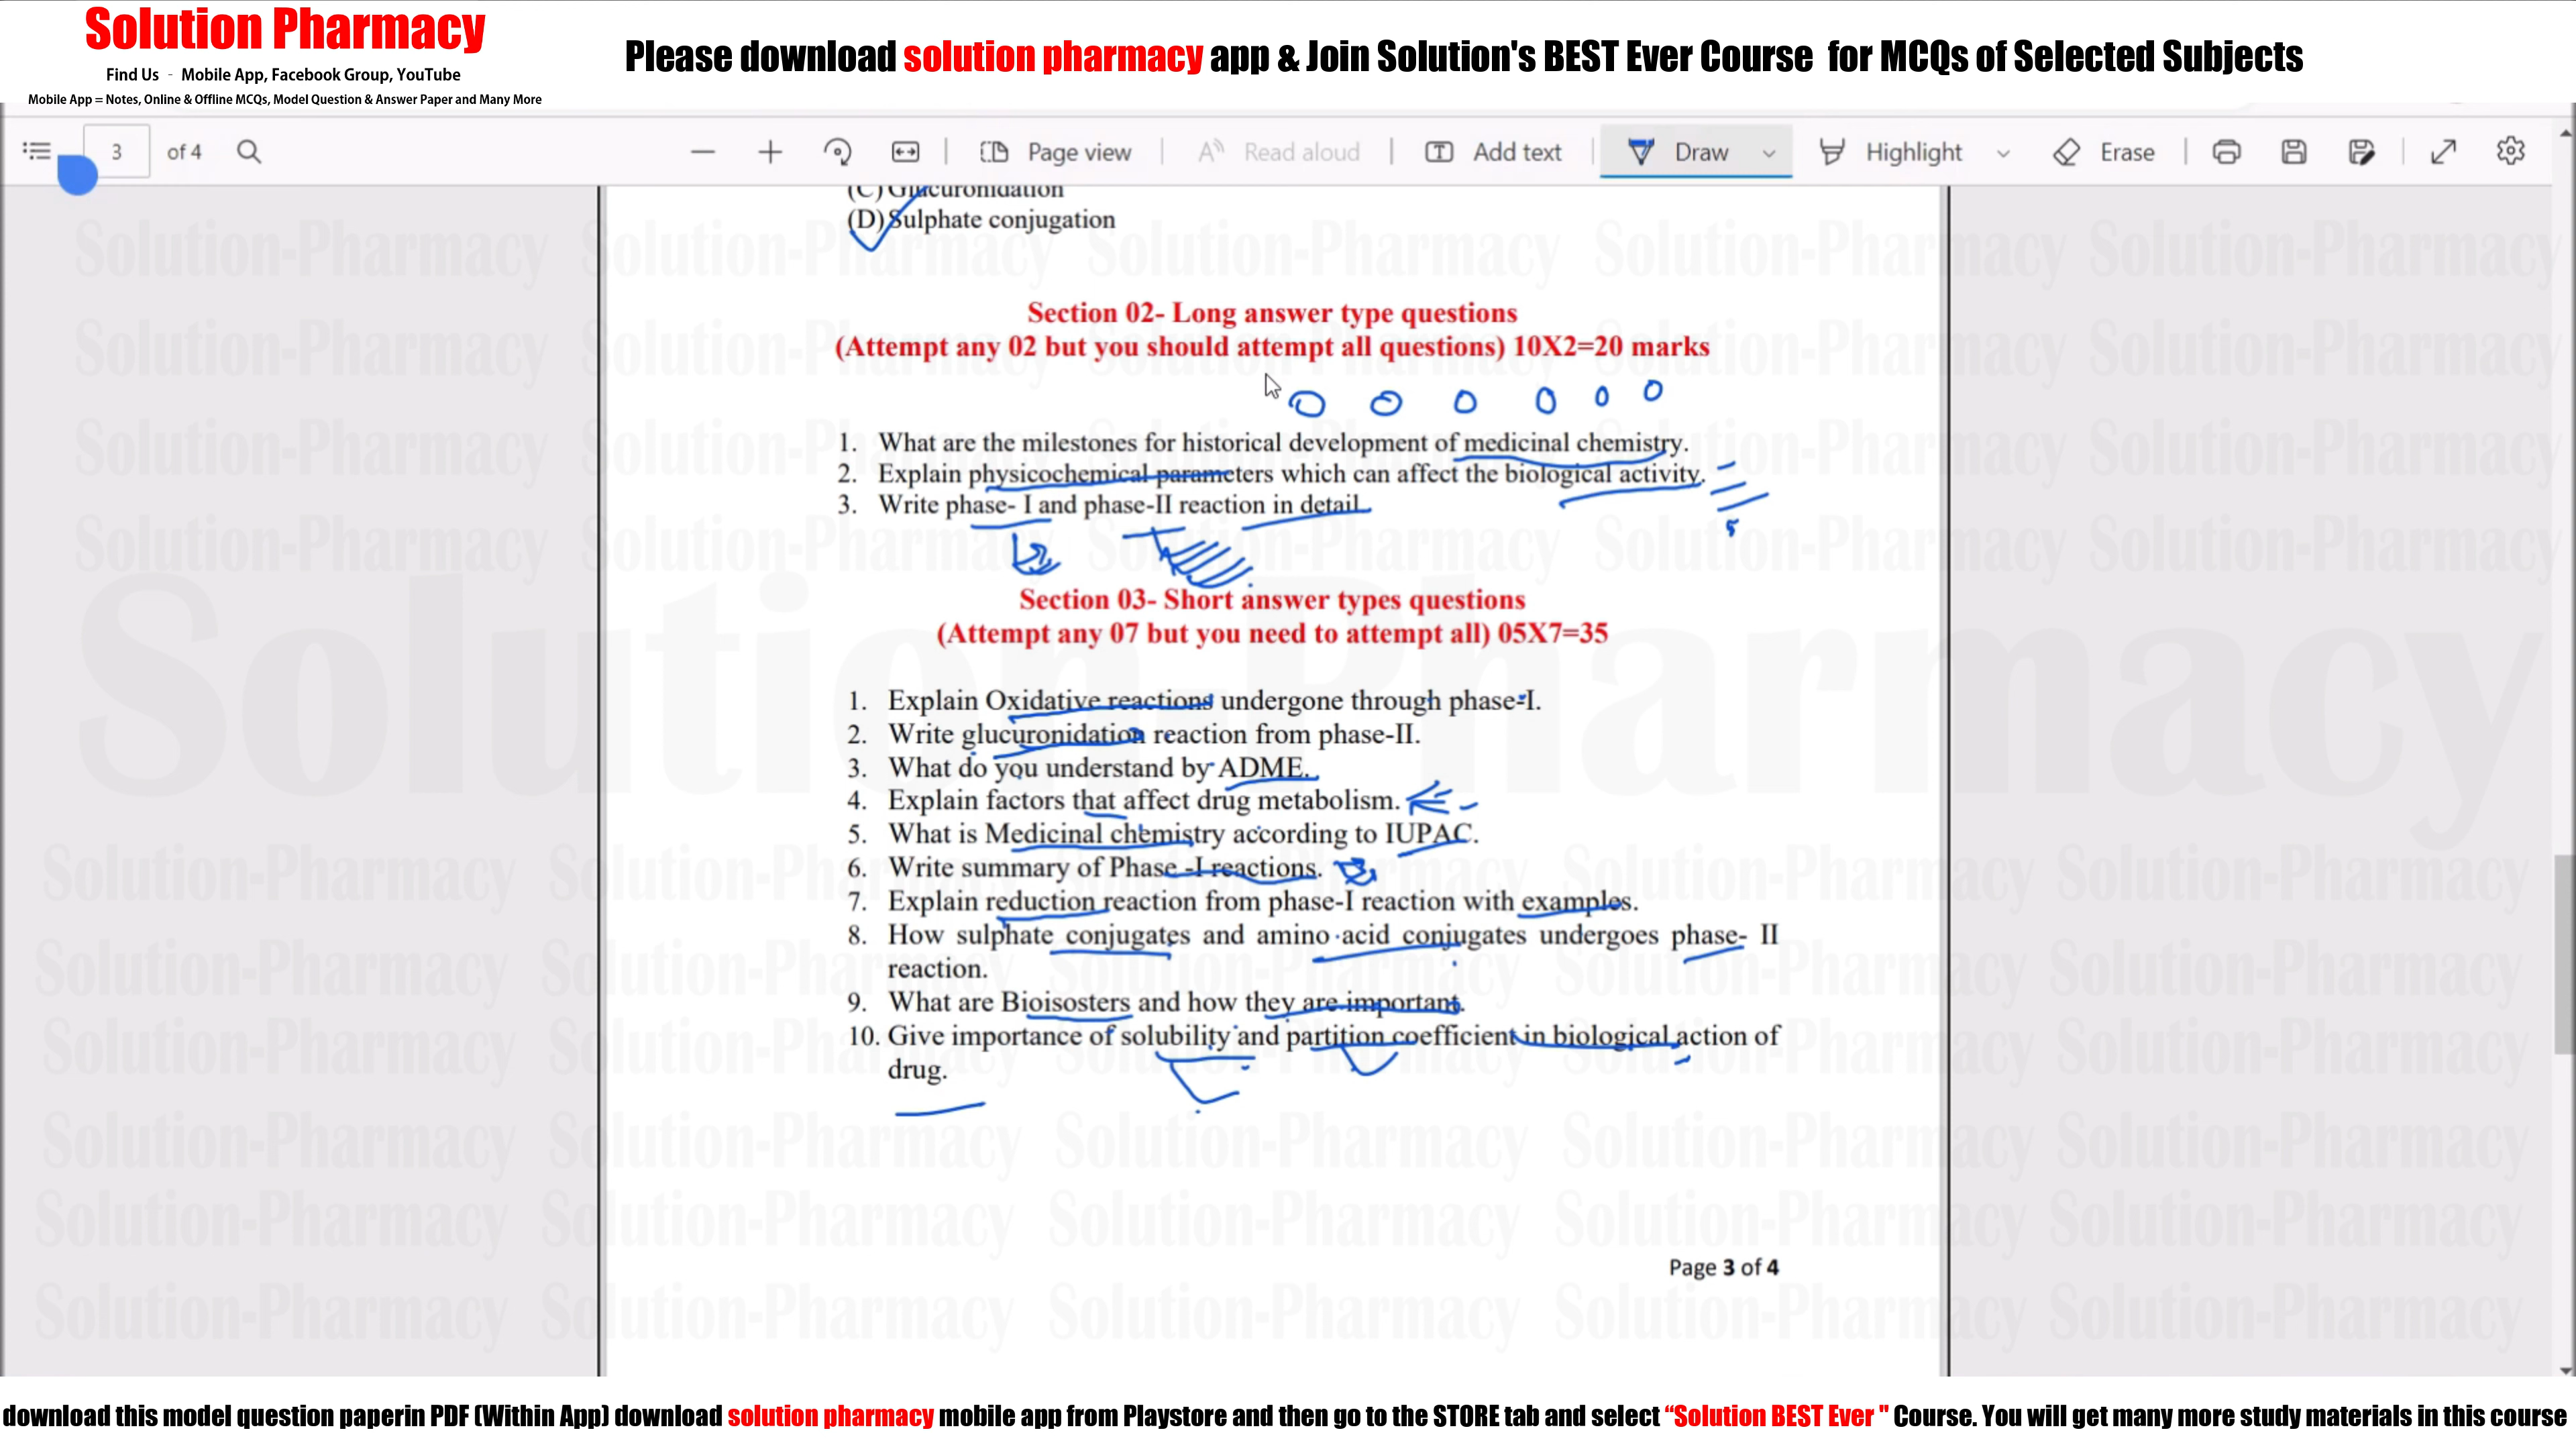 Solution Pharmacy
Find Us - Mobile App, Facebook Group, YouTube
Mobile App = Notes, Online & Offline MCQs, Model Question & Answer Paper and Many More
Please download solution pharmacy app & Join Solution's BEST Ever Course for MCQs of Selected Subjects
3 of 4 Page view Read aloud Add text Draw Highlight Erase
(C) Glucuronidation
(D) Sulphate conjugation
Section 02- Long answer type questions
(Attempt any 02 but you should attempt all questions) 10X2=20 marks
1. What are the milestones for historical development of medicinal chemistry.
2. Explain physicochemical parameters which can affect the biological activity.
3. Write phase- I and phase-II reaction in detail
Section 03- Short answer types questions
(Attempt any 07 but you need to attempt all) 05X7=35
1. Explain Oxidative reactions undergone through phase-I.
2. Write glucuronidation reaction from phase-II.
3. What do you understand by ADME.
4. Explain factors that affect drug metabolism.
5. What is Medicinal chemistry according to IUPAC.
6. Write summary of Phase -I reactions.
7. Explain reduction reaction from phase-I reaction with examples.
8. How sulphate conjugates and amino acid conjugates undergoes phase- II
reaction.
9. What are Bioisosters and how they are important.
10. Give importance of solubility and partition coefficient in biological action of
drug.
Page 3 of 4
Solution-Pharmacy
download this model question paperin PDF (Within App) download solution pharmacy mobile app from Playstore and then go to the STORE tab and select “Solution BEST Ever " Course. You will get many more study materials in this course